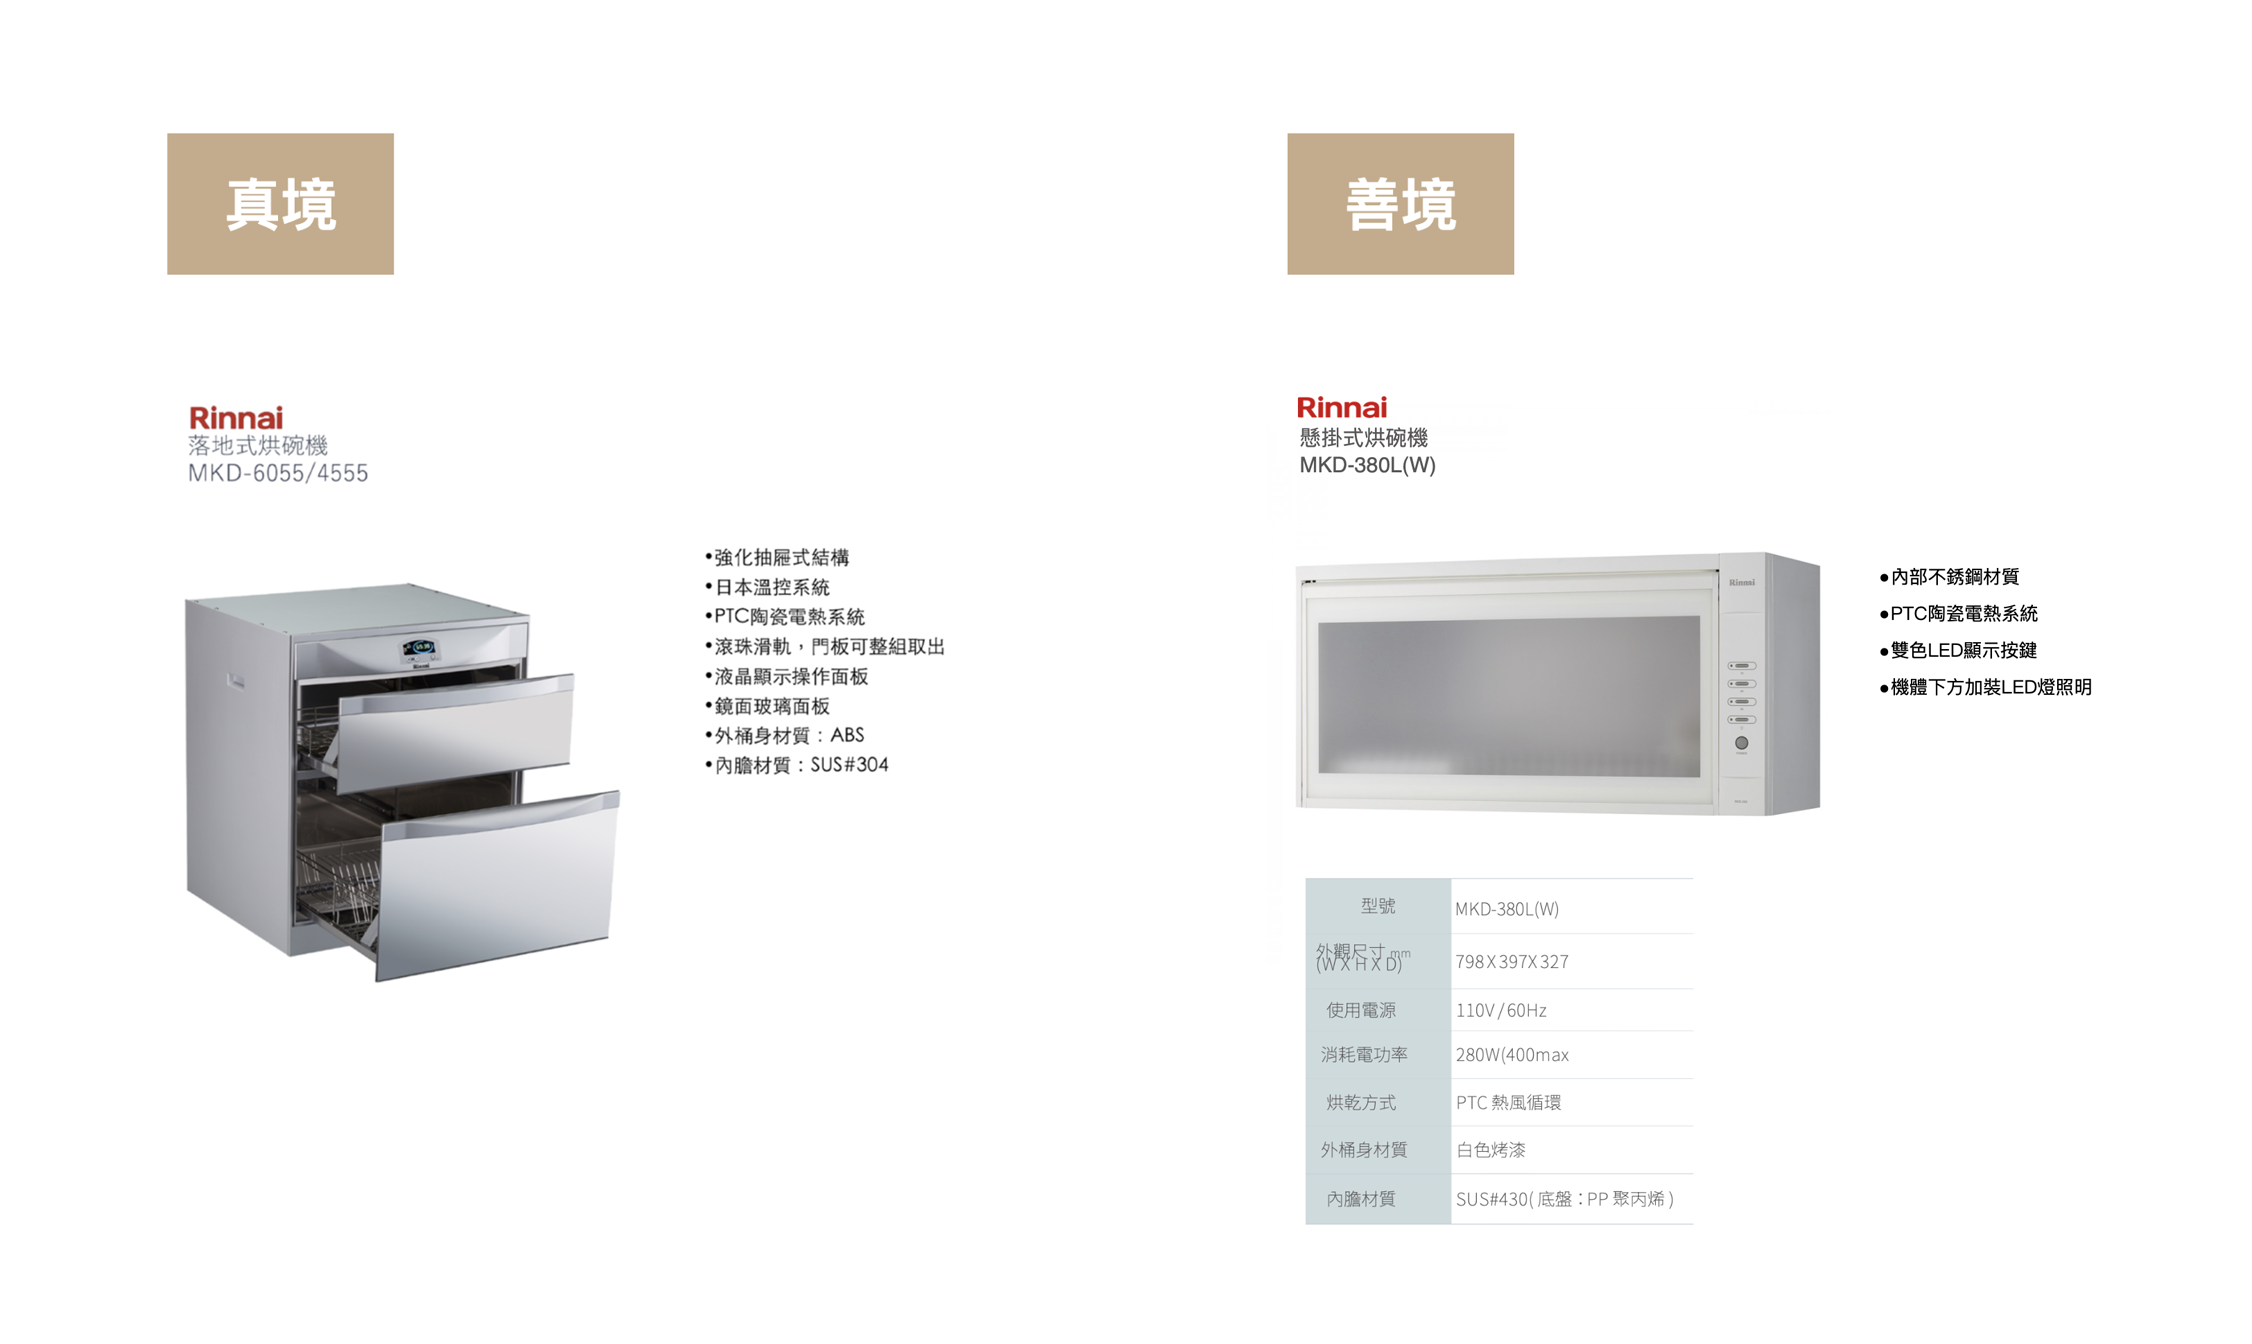 真境
Rinnai
落地式烘碗機
MKD-6055/4555
•強化抽屜式結構
•日本溫控系統
•PTC陶瓷電熱系統
•滾珠滑軌，門板可整組取出
•液晶顯示操作面板
•鏡面玻璃面板
•外桶身材質：ABS
•內膽材質：SUS#304
Rinnai
善境
Rinnai
懸掛式烘碗機
MKD-380L(W)
Rinnai
●內部不銹鋼材質
●PTC陶瓷電熱系統
●雙色LED顯示按鍵
●機體下方加裝LED燈照明
型號 MKD-380L(W)
外觀尺寸 mm
(W X H X D) 798 X 397X 327
使用電源 110V / 60Hz
消耗電功率 280W(400max
烘乾方式 PTC 熱風循環
外桶身材質 白色烤漆
內膽材質 SUS#430( 底盤：PP 聚丙烯 )